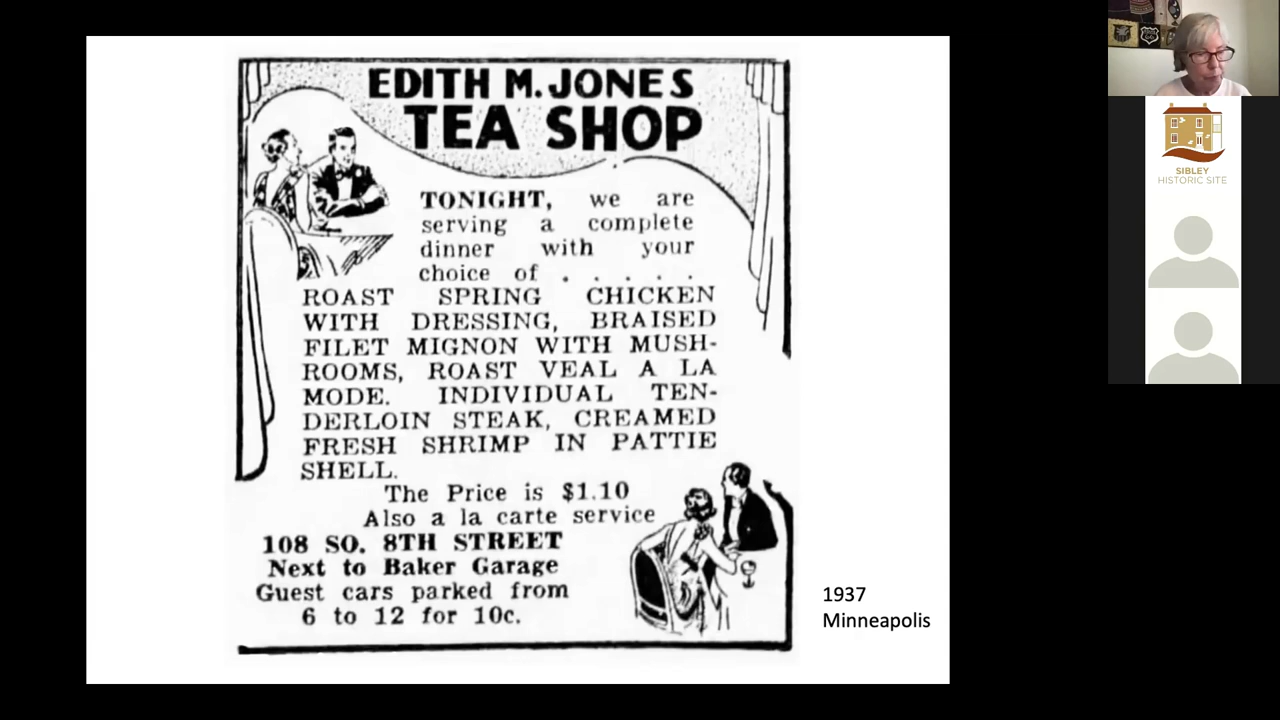 EDITH M. JONES
TEA SHOP
TONIGHT, we are
serving a complete
dinner with your
choice of . . . . . .
ROAST SPRING CHICKEN
WITH DRESSING, BRAISED
FILET MIGNON WITH MUSH-
ROOMS, ROAST VEAL A LA
MODE. INDIVIDUAL TEN-
DERLOIN STEAK, CREAMED
FRESH SHRIMP IN PATTIE
SHELL.
The Price is $1.10
Also a la carte service
108 SO. 8TH STREET
Next to Baker Garage
Guest cars parked from
6 to 12 for 10c.
1937
Minneapolis
SIBLEY
HISTORIC SITE